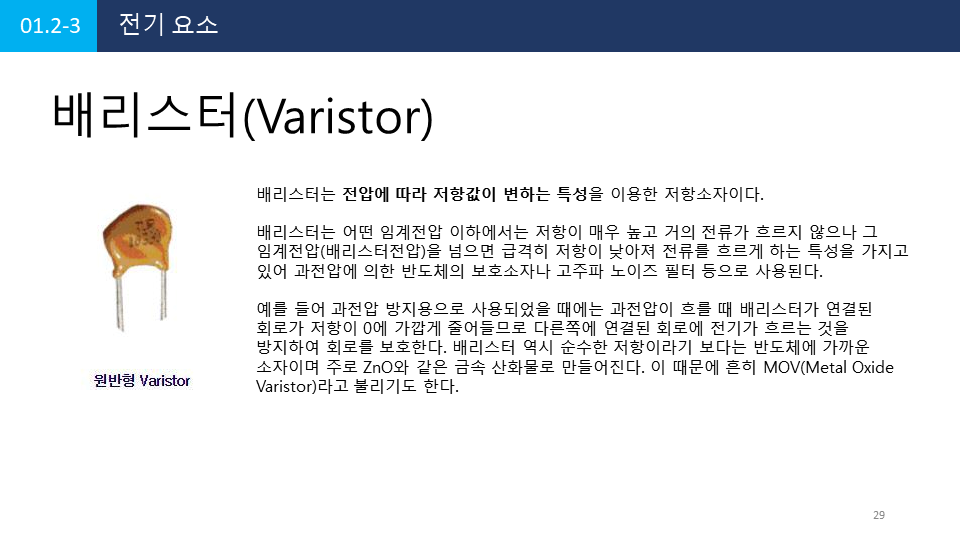 01.2-3 전기 요소
배리스터(Varistor)
배리스터는 전압에 따라 저항값이 변하는 특성을 이용한 저항소자이다.
배리스터는 어떤 임계전압 이하에서는 저항이 매우 높고 거의 전류가 흐르지 않으나 그
임계전압(배리스터전압)을 넘으면 급격히 저항이 낮아져 전류를 흐르게 하는 특성을 가지고
있어 과전압에 의한 반도체의 보호소자나 고주파 노이즈 필터 등으로 사용된다.
예를 들어 과전압 방지용으로 사용되었을 때에는 과전압이 흐를 때 배리스터가 연결된
회로가 저항이 0에 가깝게 줄어들므로 다른쪽에 연결된 회로에 전기가 흐르는 것을
방지하여 회로를 보호한다. 배리스터 역시 순수한 저항이라기 보다는 반도체에 가까운
소자이며 주로 ZnO와 같은 금속 산화물로 만들어진다. 이 때문에 흔히 MOV(Metal Oxide
Varistor)라고 불리기도 한다.
원반형 Varistor
29